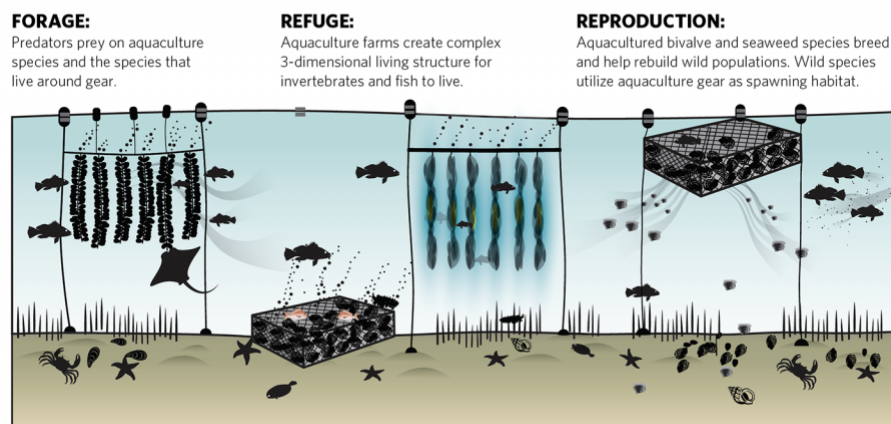 FORAGE:
Predators prey on aquaculture
species and the species that
live around gear.
REFUGE:
Aquaculture farms create complex
3-dimensional living structure for
invertebrates and fish to live.
REPRODUCTION:
Aquacultured bivalve and seaweed species breed
and help rebuild wild populations. Wild species
utilize aquaculture gear as spawning habitat.